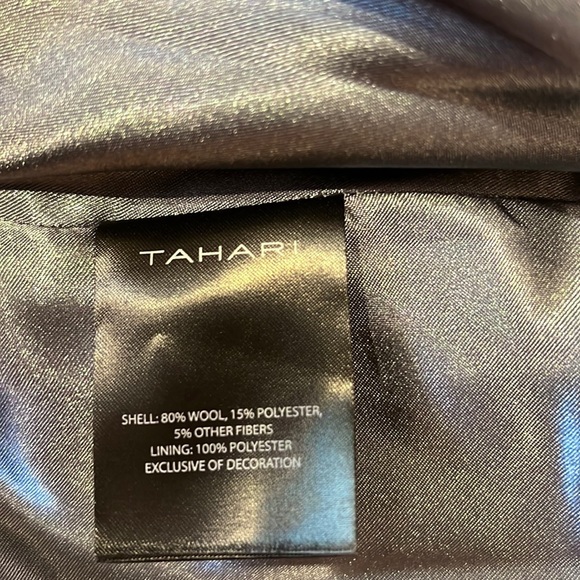 TAHARI
SHELL: 80% WOOL, 15% POLYESTER,
5% OTHER FIBERS
LINING: 100% POLYESTER
EXCLUSIVE OF DECORATION